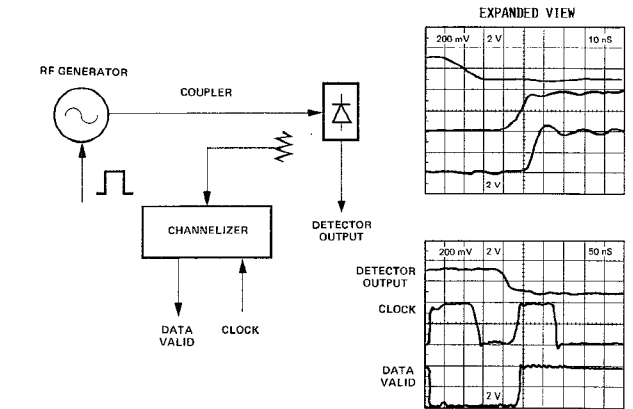 EXPANDED VIEW
200 mV 2 V 10 nS
2 V
RF GENERATOR
COUPLER
CHANNELIZER
DETECTOR
OUTPUT
DATA
VALID
CLOCK
200 mV 2 V 50 nS
DETECTOR
OUTPUT
CLOCK
DATA
VALID
2 V